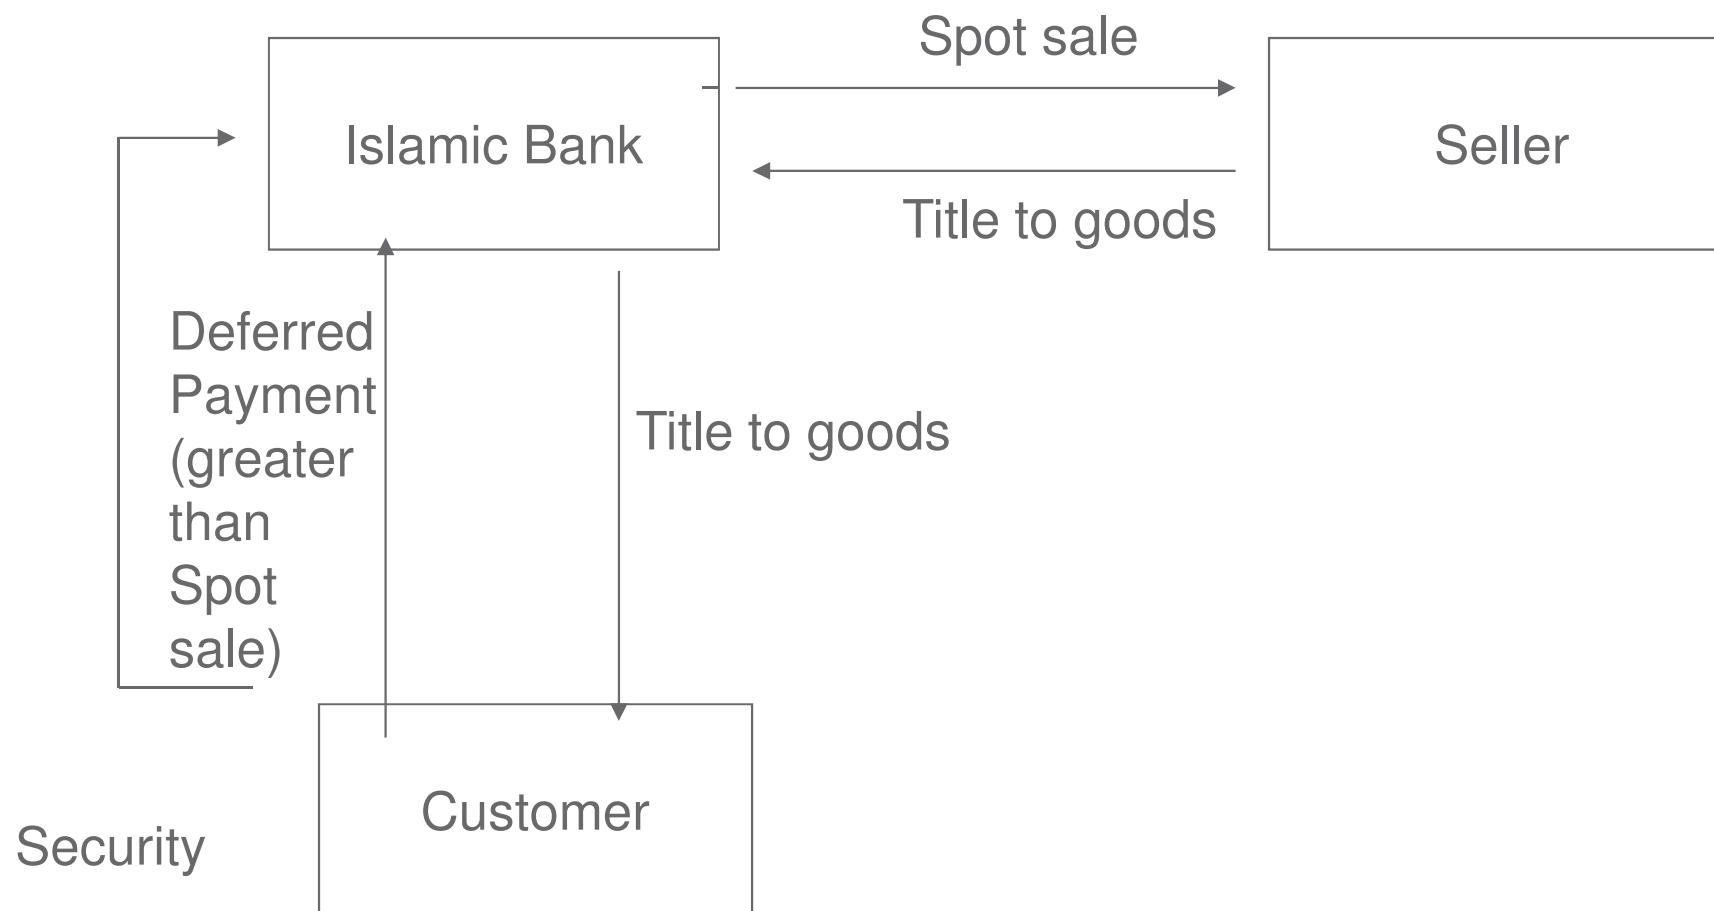 Spot sale
Islamic Bank
Seller
Title to goods
Deferred
Payment
(greater
than
Spot
sale)
Title to goods
Customer
Security